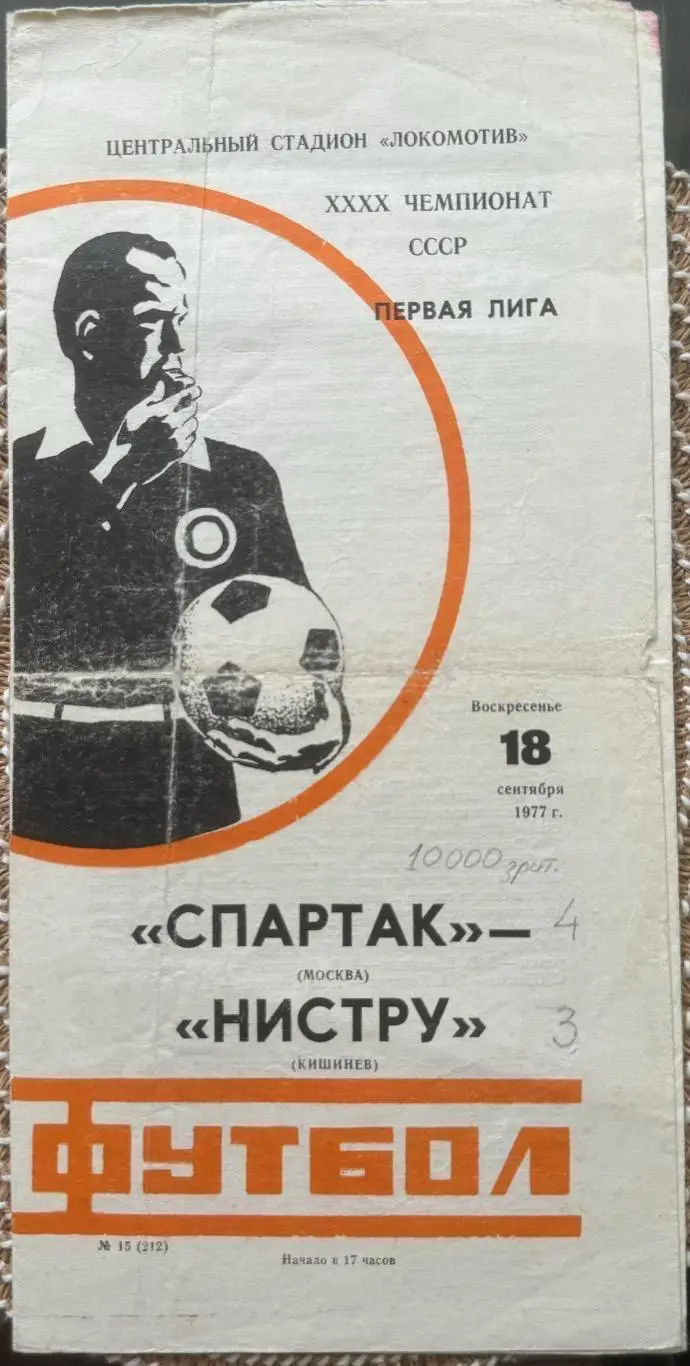 ЦЕНТРАЛЬНЫЙ СТАДИОН «ЛОКОМОТИВ»
XXXX ЧЕМПИОНАТ
СССР
ПЕРВАЯ ЛИГА
Воскресенье
18
сентября
1977 г.
10000 зрит.
«СПАРТАК»— 4
(МОСКВА)
«НИСТРУ» 3
(КИШИНЕВ)
ФУТБОЛ
№ 15 (212)
Начало в 17 часов